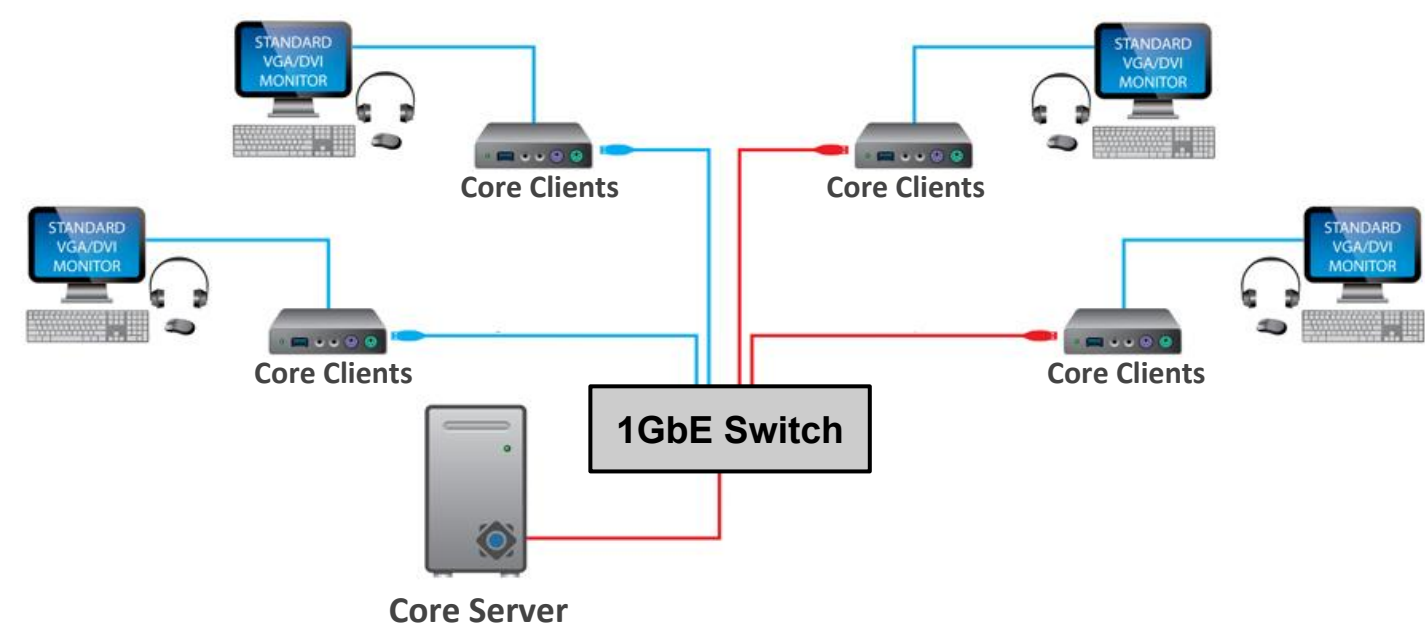 STANDARD
VGA/DVI
MONITOR
STANDARD
VGA/DVI
MONITOR
Core Clients
Core Clients
STANDARD
VGA/DVI
MONITOR
STANDARD
VGA/DVI
MONITOR
Core Clients
Core Clients
1GbE Switch
Core Server